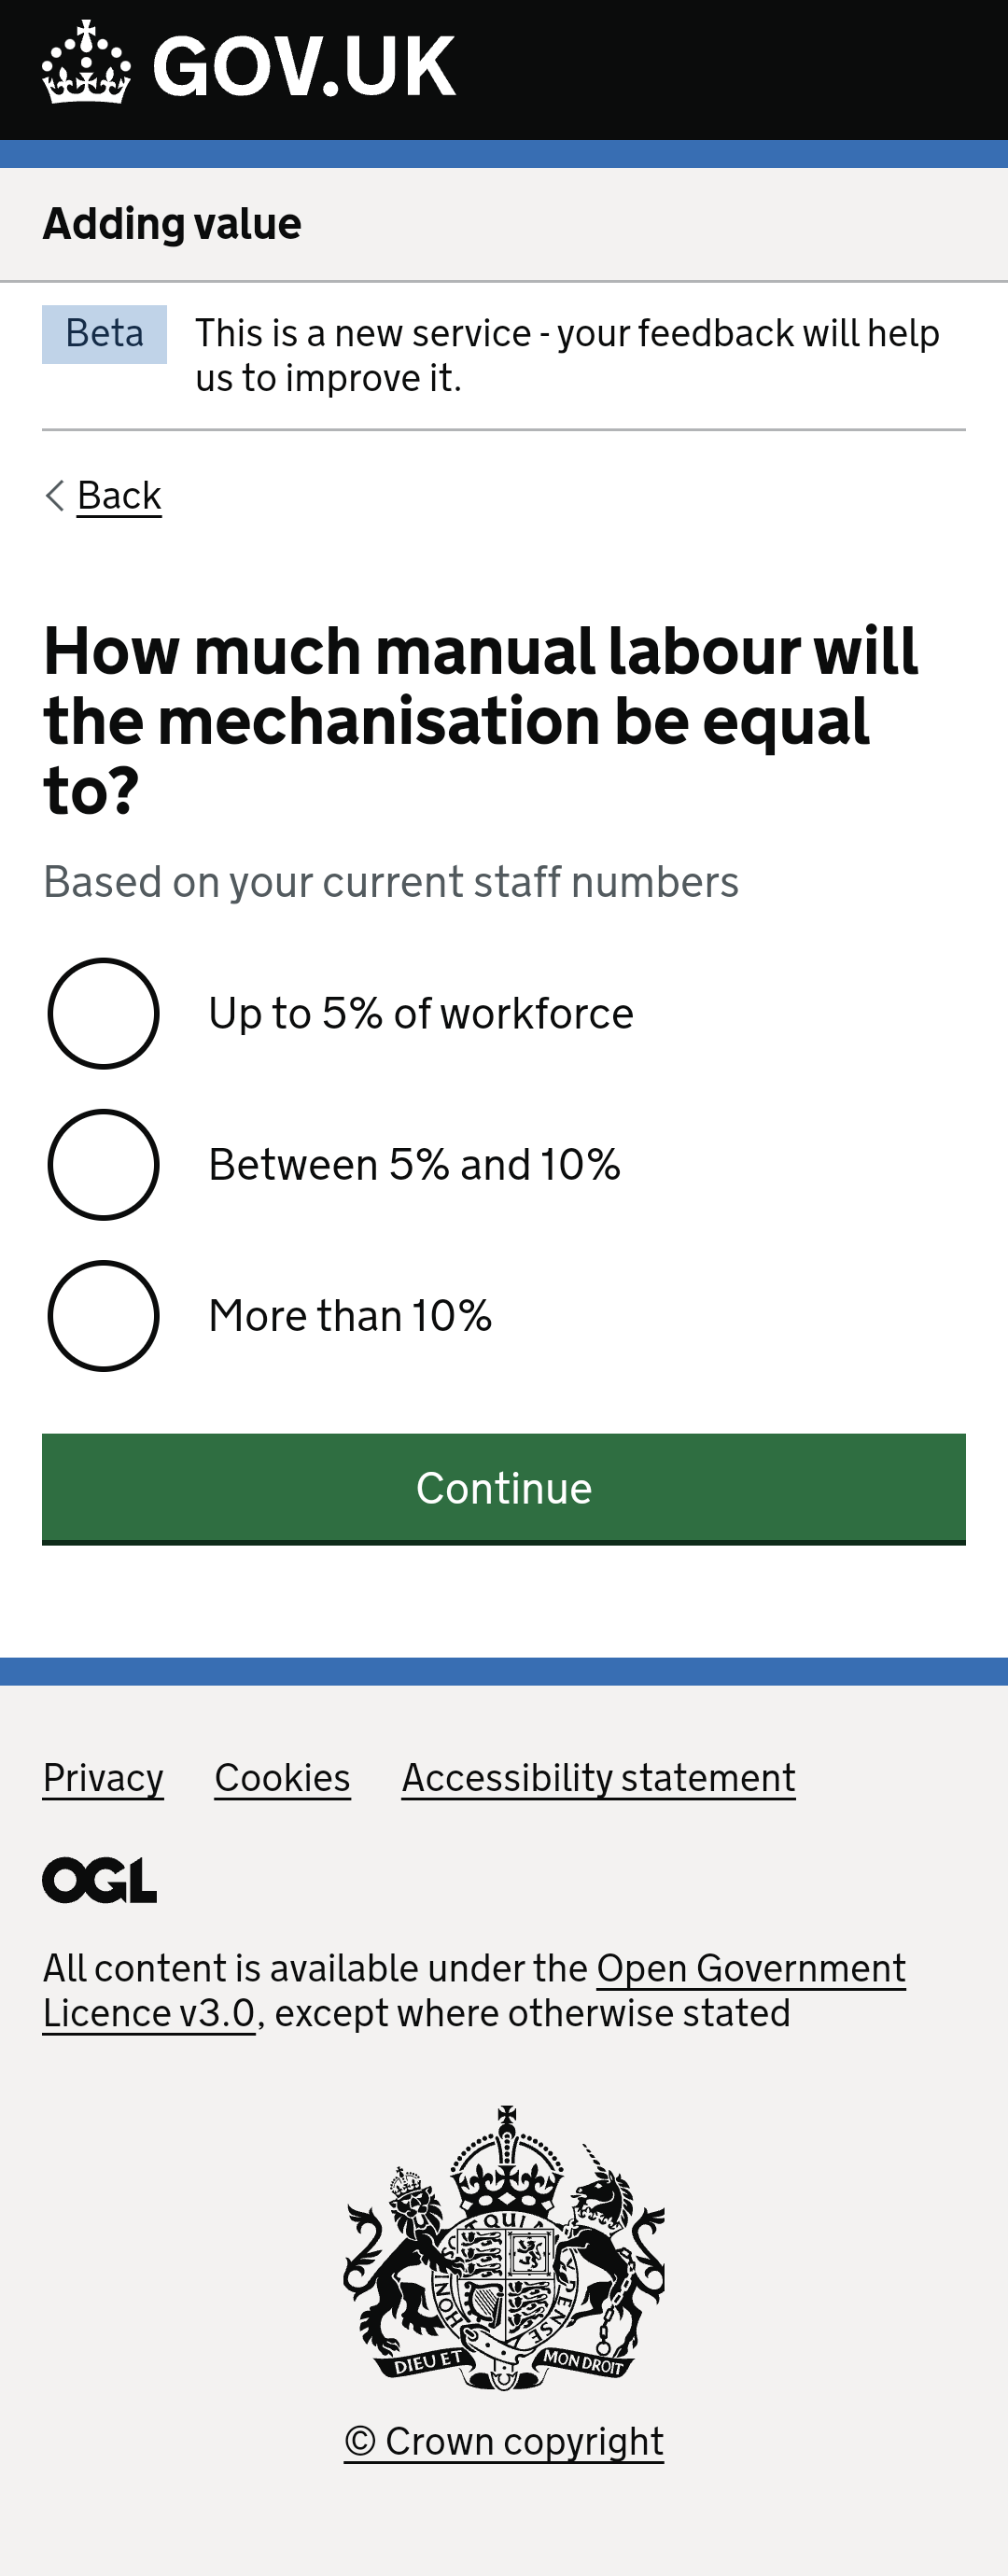 GOV.UK
Adding value
Beta
This is a new service - your feedback will help
us to improve it.
Back
How much manual labour will
the mechanisation be equal
to?
Based on your current staff numbers
Up to 5% of workforce
Between 5% and 10%
More than 10%
Continue
Privacy Cookies Accessibility statement
OGL
All content is available under the Open Government
Licence v3.0, except where otherwise stated
DIEU ET MON DROIT
© Crown copyright